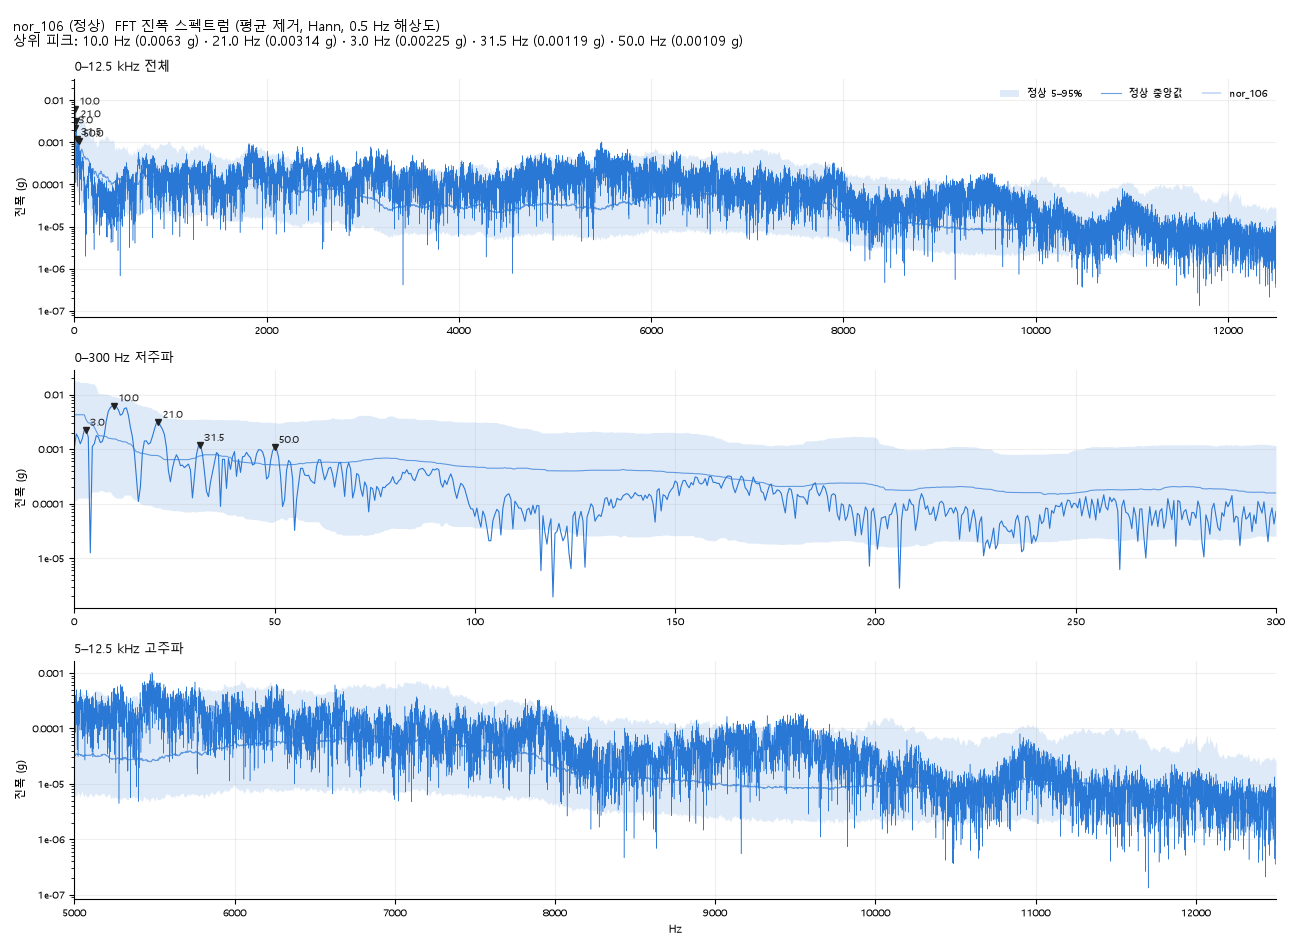 nor_106 (정상)  FFT 진폭 스펙트럼 (평균 제거, Hann, 0.5 Hz 해상도)
상위 피크: 10.0 Hz (0.0063 g) · 21.0 Hz (0.00314 g) · 3.0 Hz (0.00225 g) · 31.5 Hz (0.00119 g) · 50.0 Hz (0.00109 g)
0–12.5 kHz 전체
정상 5–95%
정상 중앙값
nor_106
10.0
21.0
3.0
31.5
50.0
진폭 (g)
0.01
0.001
0.0001
1e-05
1e-06
1e-07
0 2000 4000 6000 8000 10000 12000
0–300 Hz 저주파
3.0
10.0
21.0
31.5
50.0
진폭 (g)
0.01
0.001
0.0001
1e-05
0 50 100 150 200 250 300
5–12.5 kHz 고주파
진폭 (g)
0.001
0.0001
1e-05
1e-06
1e-07
5000 6000 7000 8000 9000 10000 11000 12000
Hz